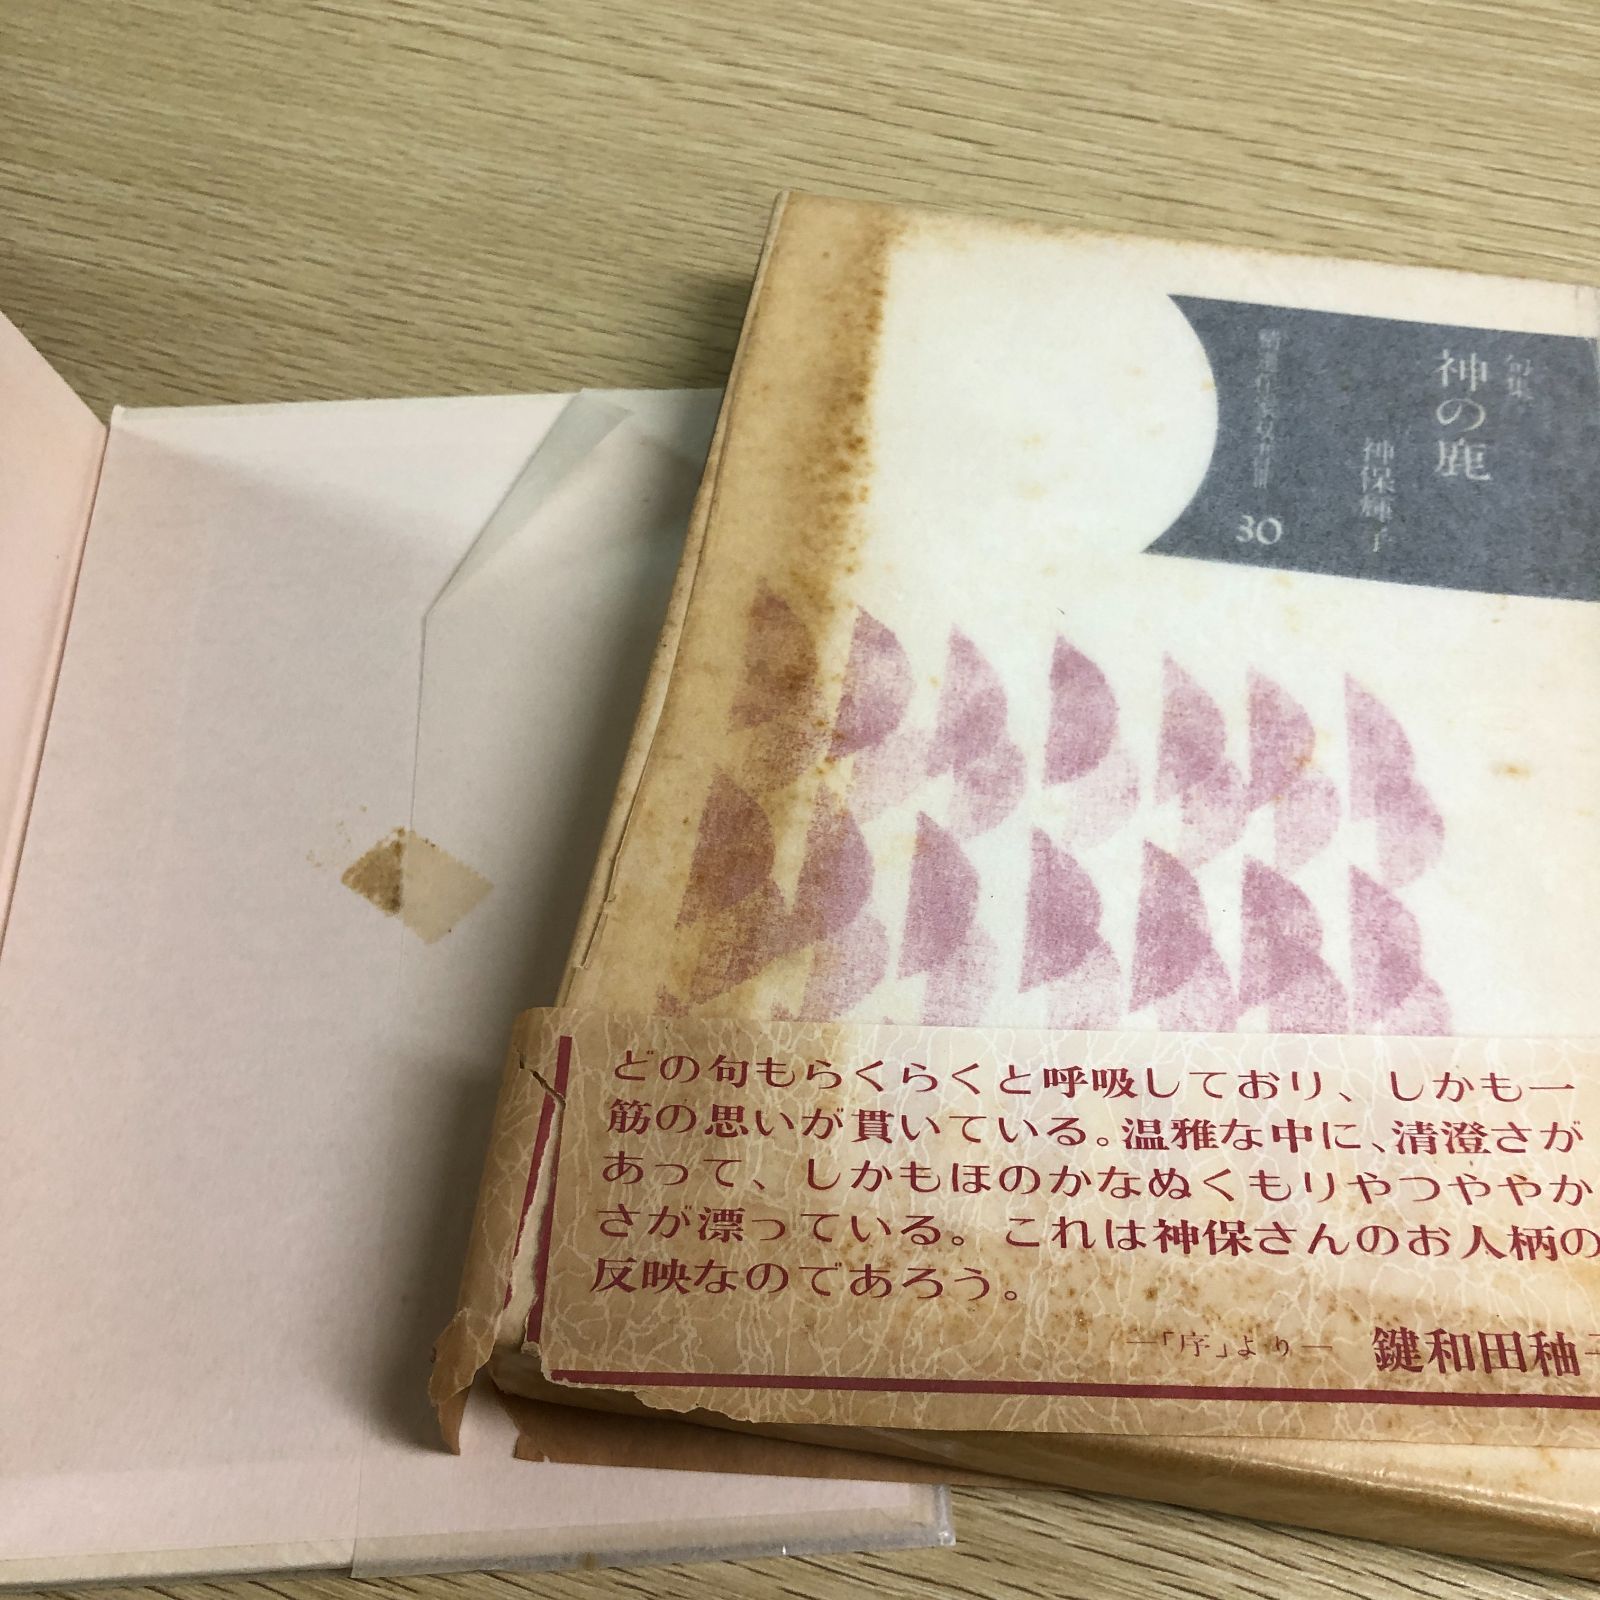 句集
神の鹿
神保輝子
30
どの句もらくらくと呼吸しており、しかも一
筋の思いが貫いている。温雅な中に、清澄さが
あって、しかもほのかなぬくもりやつややか
さが漂っている。これは神保さんのお人柄の
反映なのであろう。
―「序」より―　鍵和田秞